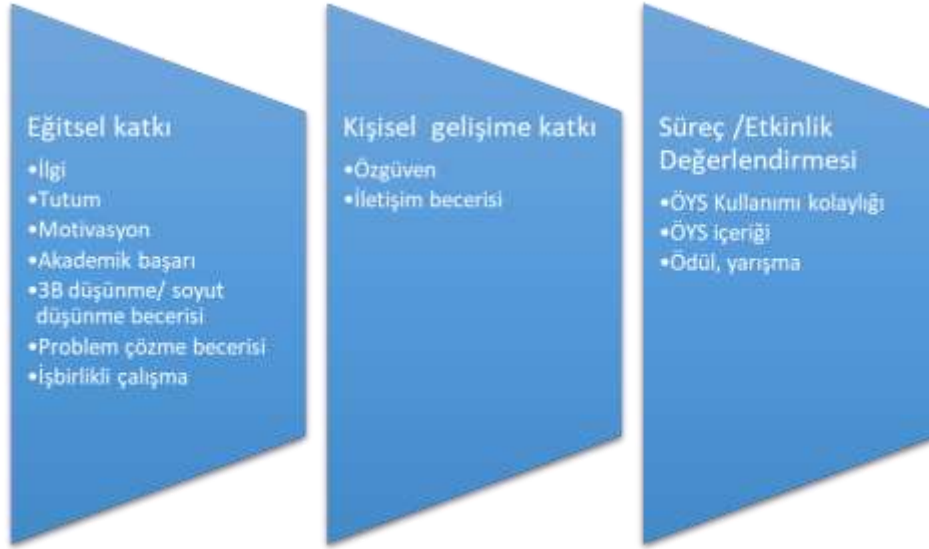 Eğitsel katkı
•İlgi
•Tutum
•Motivasyon
•Akademik başarı
•3B düşünme/ soyut
düşünme becerisi
•Problem çözme becerisi
•İşbirlikli çalışma
Kişisel gelişime katkı
•Özgüven
•İletişim becerisi
Süreç /Etkinlik
Değerlendirmesi
•ÖYS Kullanımı kolaylığı
•ÖYS içeriği
•Ödül, yarışma